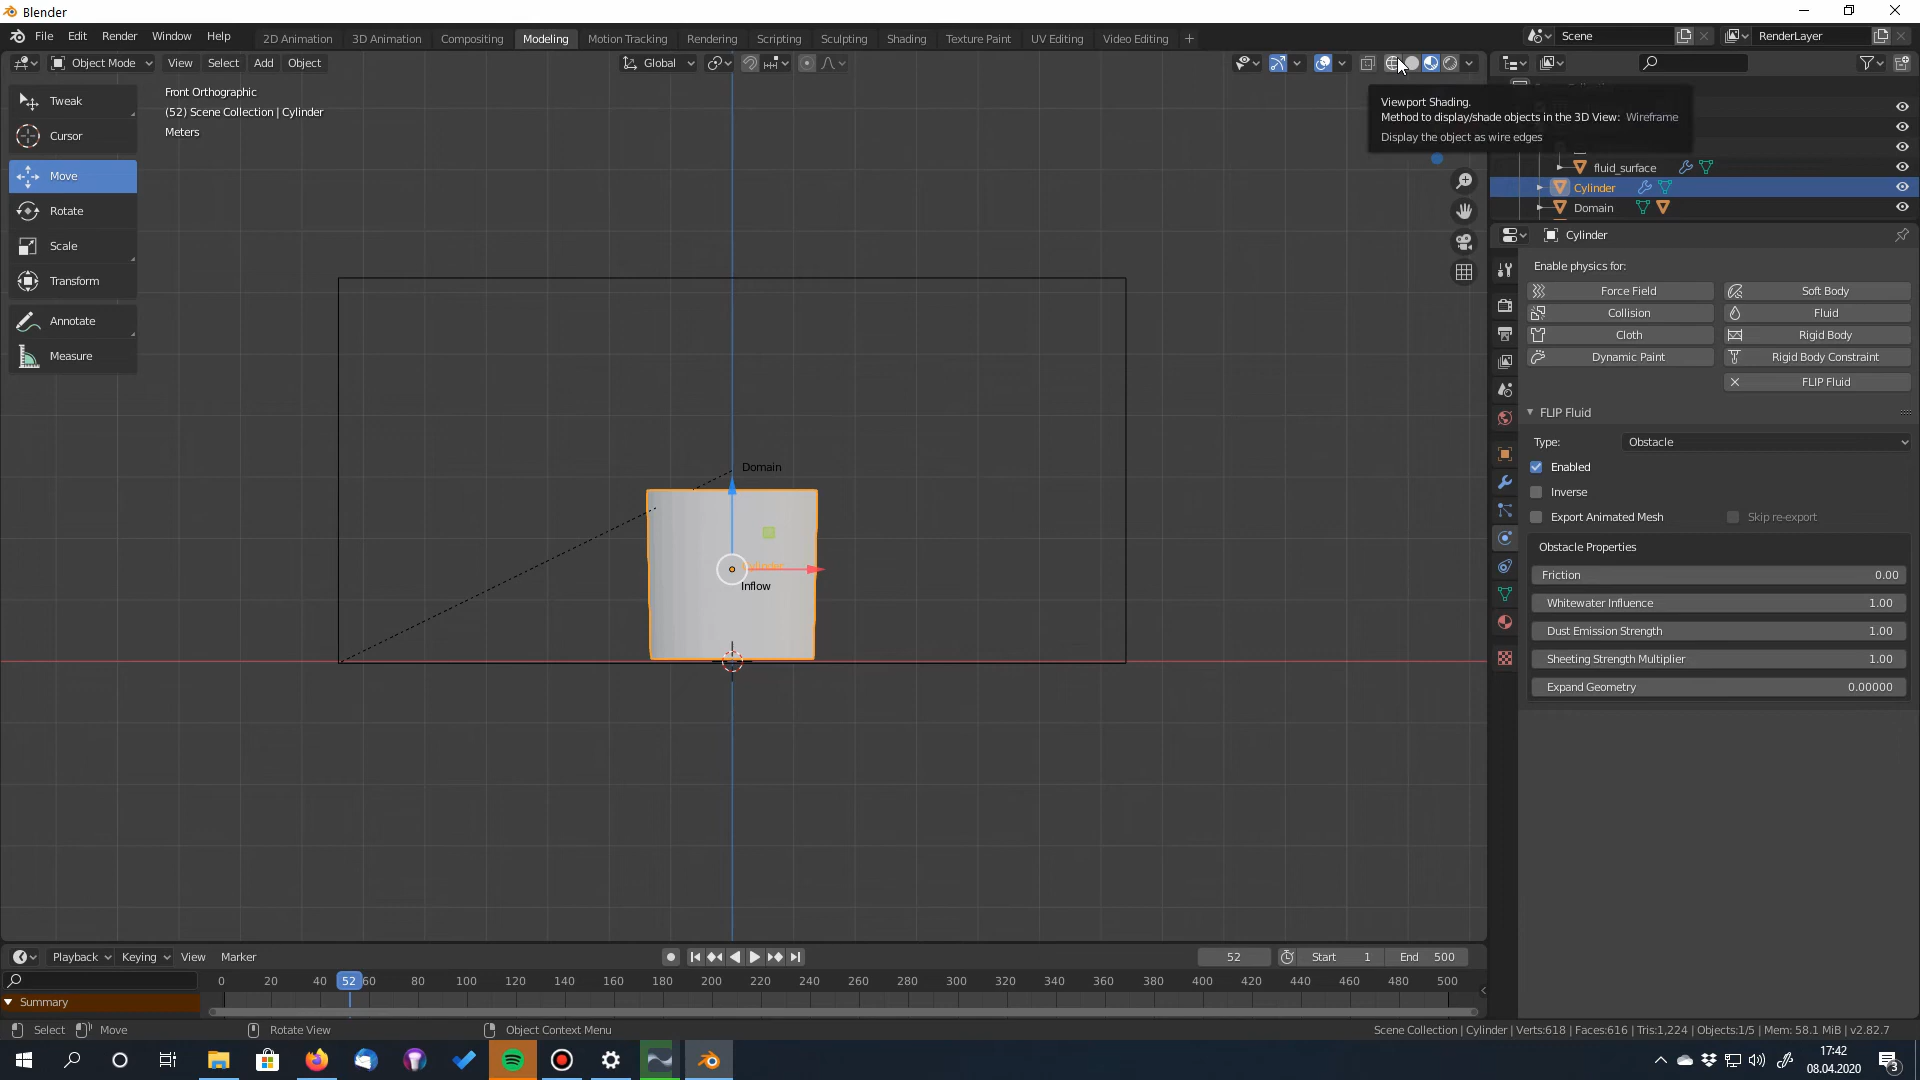 Blender
File Edit Render Window Help 2D Animation 3D Animation Compositing Modeling Motion Tracking Rendering Scripting Sculpting Shading Texture Paint UV Editing Video Editing + Scene RenderLayer
Object Mode View Select Add Object Global
Tweak
Cursor
Move
Rotate
Scale
Transform
Annotate
Measure
Front Orthographic
(52) Scene Collection | Cylinder
Meters
Domain
Inflow
Viewport Shading.
Method to display/shade objects in the 3D View: Wireframe
Display the object as wire edges
fluid_surface
Cylinder
Domain
Cylinder
Enable physics for:
Force Field Soft Body
Collision Fluid
Cloth Rigid Body
Dynamic Paint Rigid Body Constraint
FLIP Fluid
FLIP Fluid
Type: Obstacle
Enabled
Inverse
Export Animated Mesh Skip re-export
Obstacle Properties
Friction 0.00
Whitewater Influence 1.00
Dust Emission Strength 1.00
Sheeting Strength Multiplier 1.00
Expand Geometry 0.00000
Playback Keying View Marker 52 Start 1 End 500
0 20 40 52 60 80 100 120 140 160 180 200 220 240 260 280 300 320 340 360 380 400 420 440 460 480 500
Summary
Select Move Rotate View Object Context Menu Scene Collection | Cylinder | Verts:618 | Faces:616 | Tris:1,224 | Objects:1/5 | Mem: 58.1 MiB | v2.82.7
17:42
08.04.2020
3